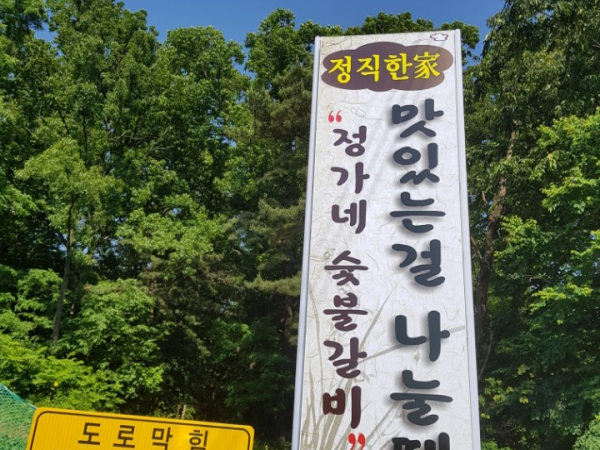 정직한家
맛있는걸 나눌때
"정가네 숯불갈비"
도로막힘